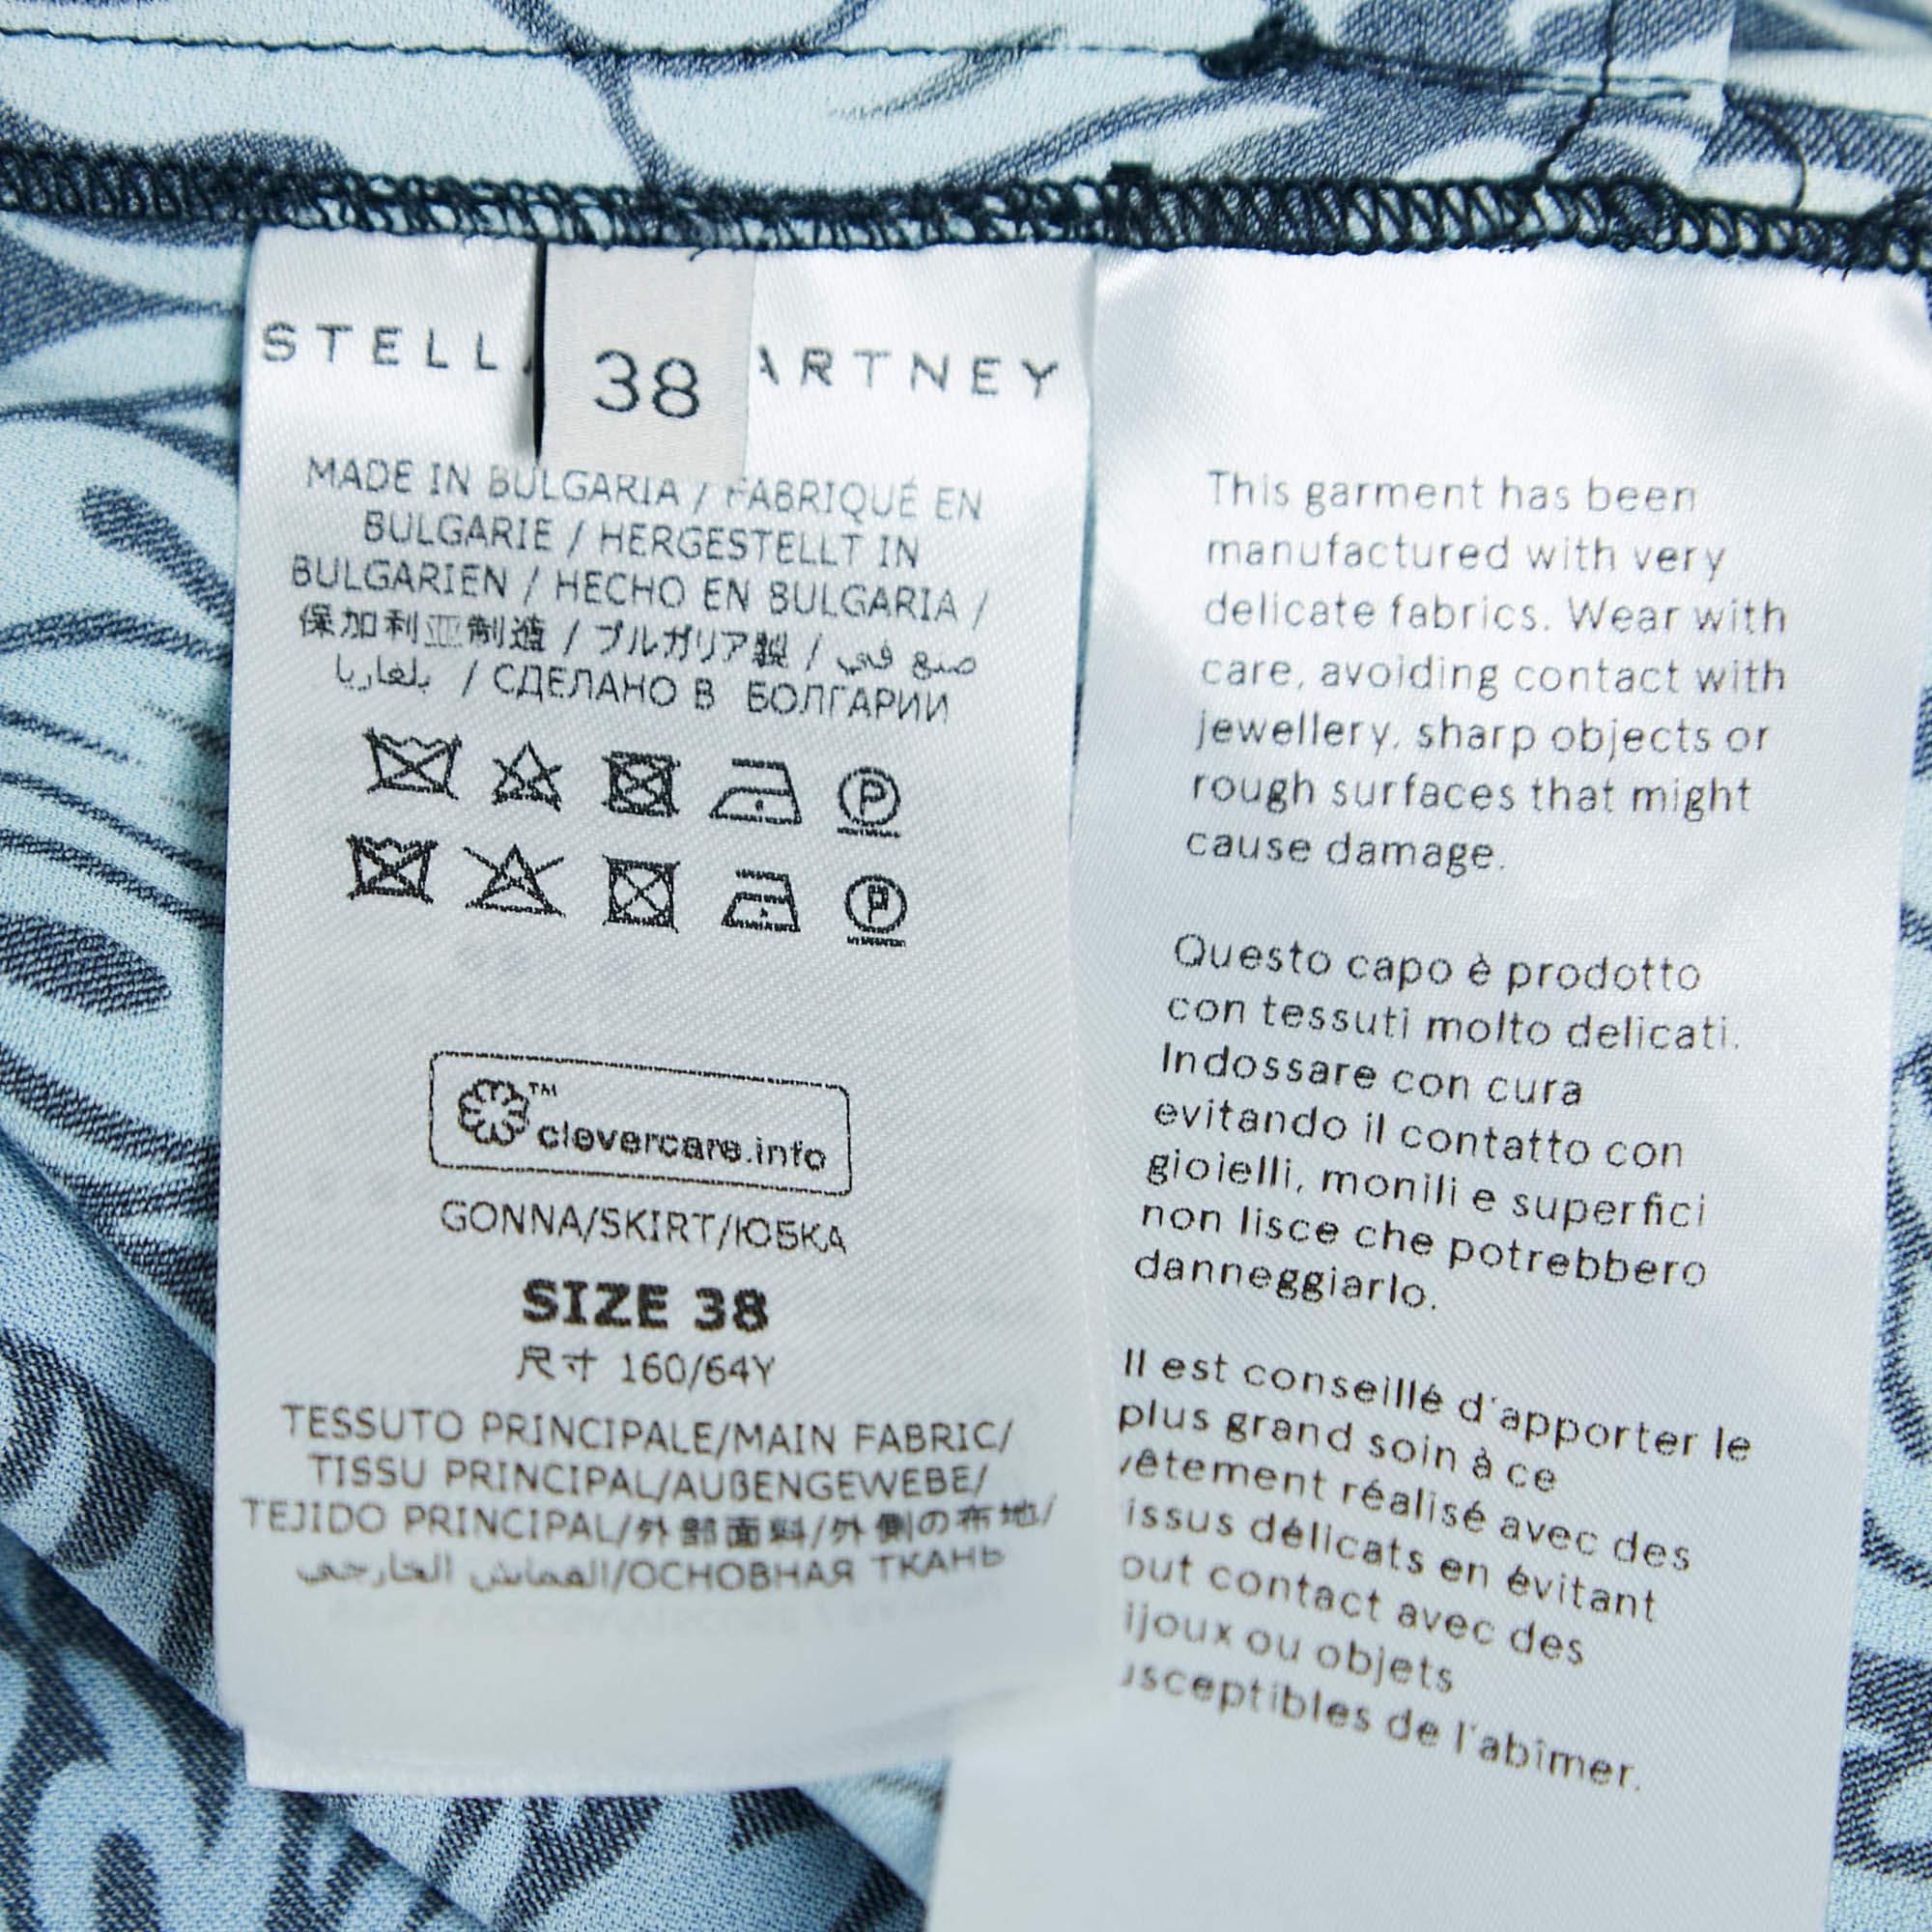 STELL ARTNEY
38
MADE IN BULGARIA / FABRIQUÉ EN
BULGARIE / HERGESTELLT IN
BULGARIEN / HECHO EN BULGARIA /
保加利亚制造 / ブルガリア製 / صنع في
بلغاريا / СДЕЛАНО В БОЛГАРИИ
P
P
™
clevercare.info
GONNA/SKIRT/ЮБКА
SIZE 38
尺寸 160/64Y
TESSUTO PRINCIPALE/MAIN FABRIC/
TISSU PRINCIPAL/AUßENGEWEBE/
TEJIDO PRINCIPAL/外部面料/外側の布地/
القماش الخارجي/ОСНОВНАЯ ТКАНЬ
This garment has been
manufactured with very
delicate fabrics. Wear with
care, avoiding contact with
jewellery, sharp objects or
rough surfaces that might
cause damage.
Questo capo è prodotto
con tessuti molto delicati.
Indossare con cura
evitando il contatto con
gioielli, monili e superfici
non lisce che potrebbero
danneggiarlo.
Il est conseillé d'apporter le
plus grand soin à ce
vêtement réalisé avec des
issus délicats en évitant
out contact avec des
ijoux ou objets
usceptibles de l'abîmer.